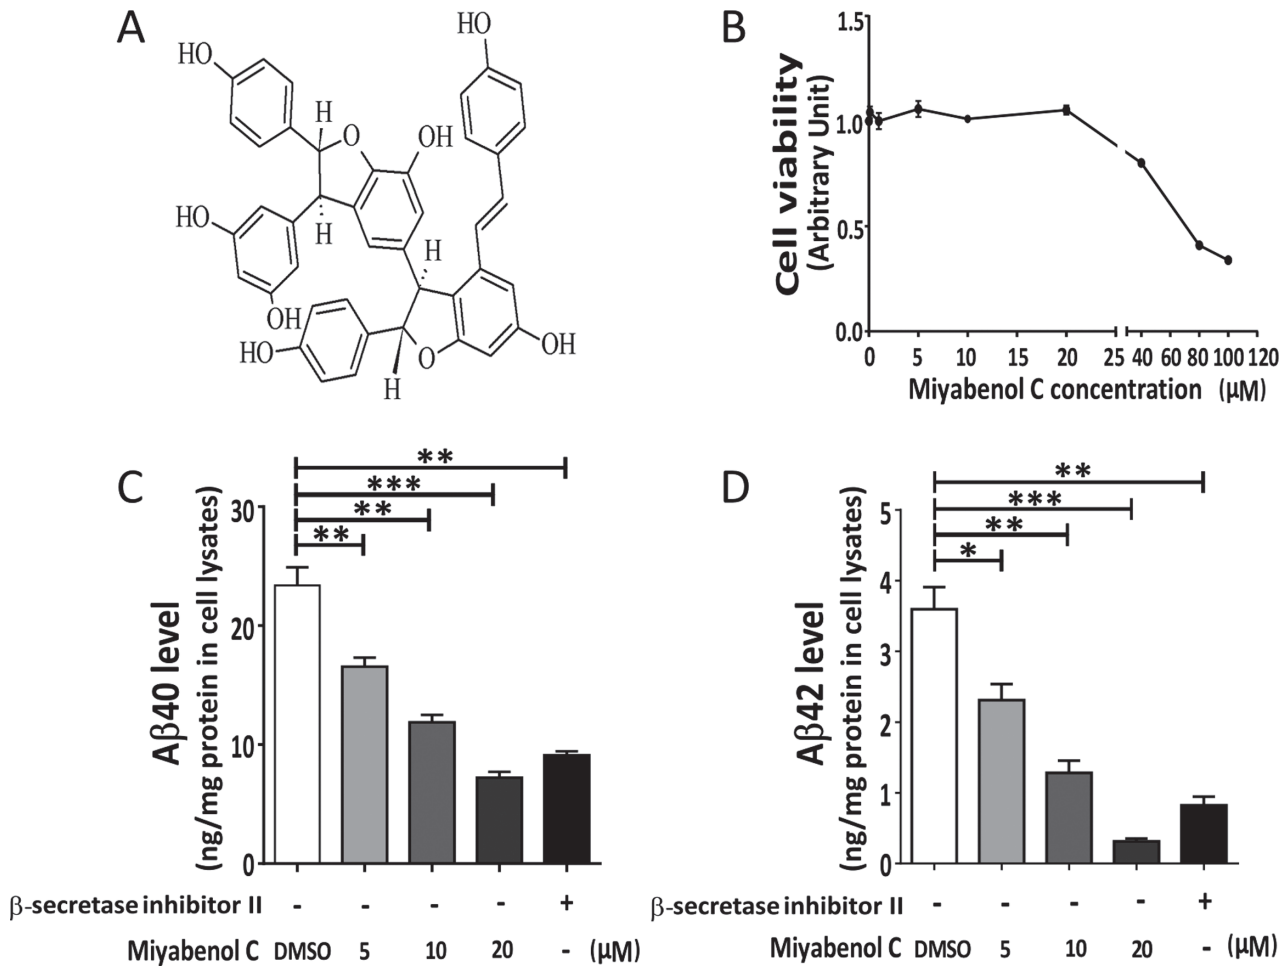 A
HO
HO
H
O
OH
HO
H
H
OH
HO
O
OH
H
B
Cell viability
(Arbitrary Unit)
1.5
1.0
0.5
0.0
0 5 10 15 20 25 40 60 80 100 120
Miyabenol C concentration (μM)
C
Aβ40 level
(ng/mg protein in cell lysates)
**
***
**
**
30
20
10
0
β-secretase inhibitor II - - - - +
Miyabenol C DMSO 5 10 20 - (μM)
D
Aβ42 level
(ng/mg protein in cell lysates)
**
***
**
*
5
4
3
2
1
0
β-secretase inhibitor II - - - - +
Miyabenol C DMSO 5 10 20 - (μM)